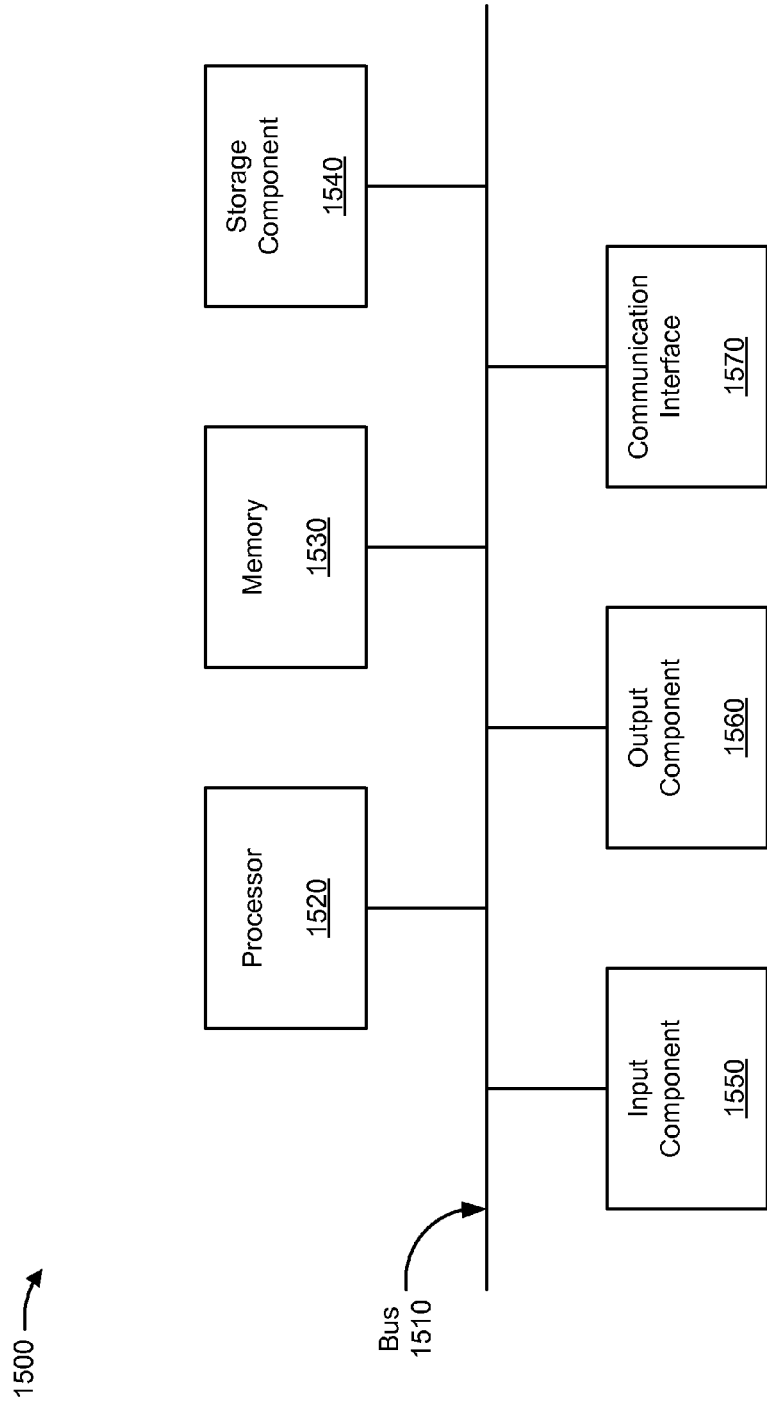 1500
Bus
1510
Processor
1520
Memory
1530
Storage
Component
1540
Input
Component
1550
Output
Component
1560
Communication
Interface
1570